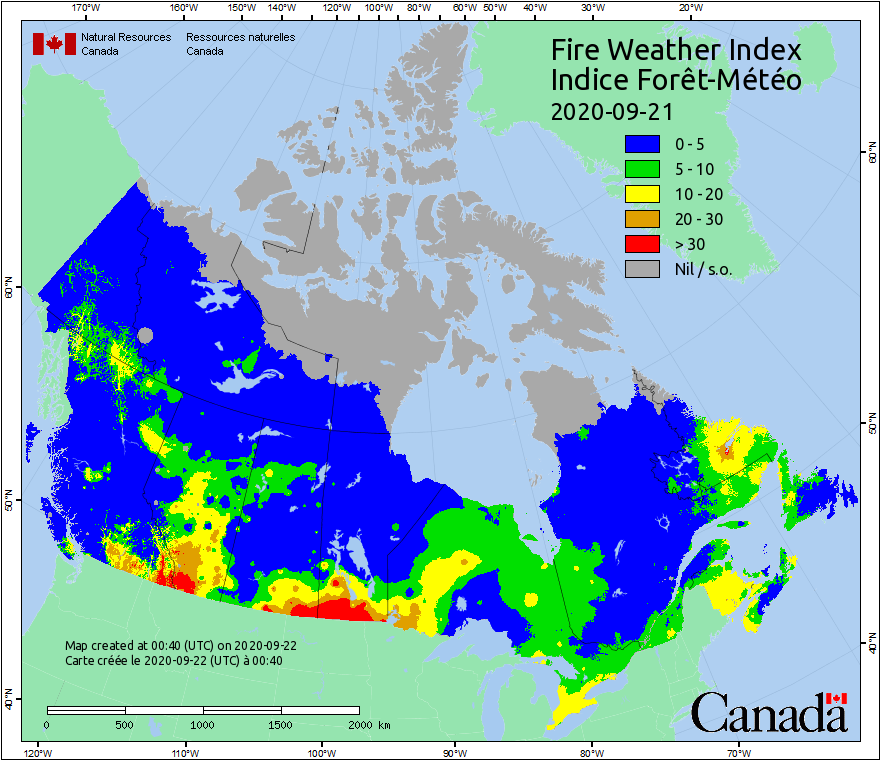 170°W 160°W 150°W 140°W 120°W 100°W 80°W 60°W 50°W 40°W 30°W 20°W
Natural Resources Ressources naturelles
Canada Canada
Fire Weather Index
Indice Forêt-Météo
2020-09-21
0 - 5
5 - 10
10 - 20
20 - 30
> 30
Nil / s.o.
60°N
60°N
50°N
50°N
40°N
40°N
Map created at 00:40 (UTC) on 2020-09-22
Carte créée le 2020-09-22 (UTC) à 00:40
0 500 1000 1500 2000 km
Canada
120°W 110°W 100°W 90°W 80°W 70°W